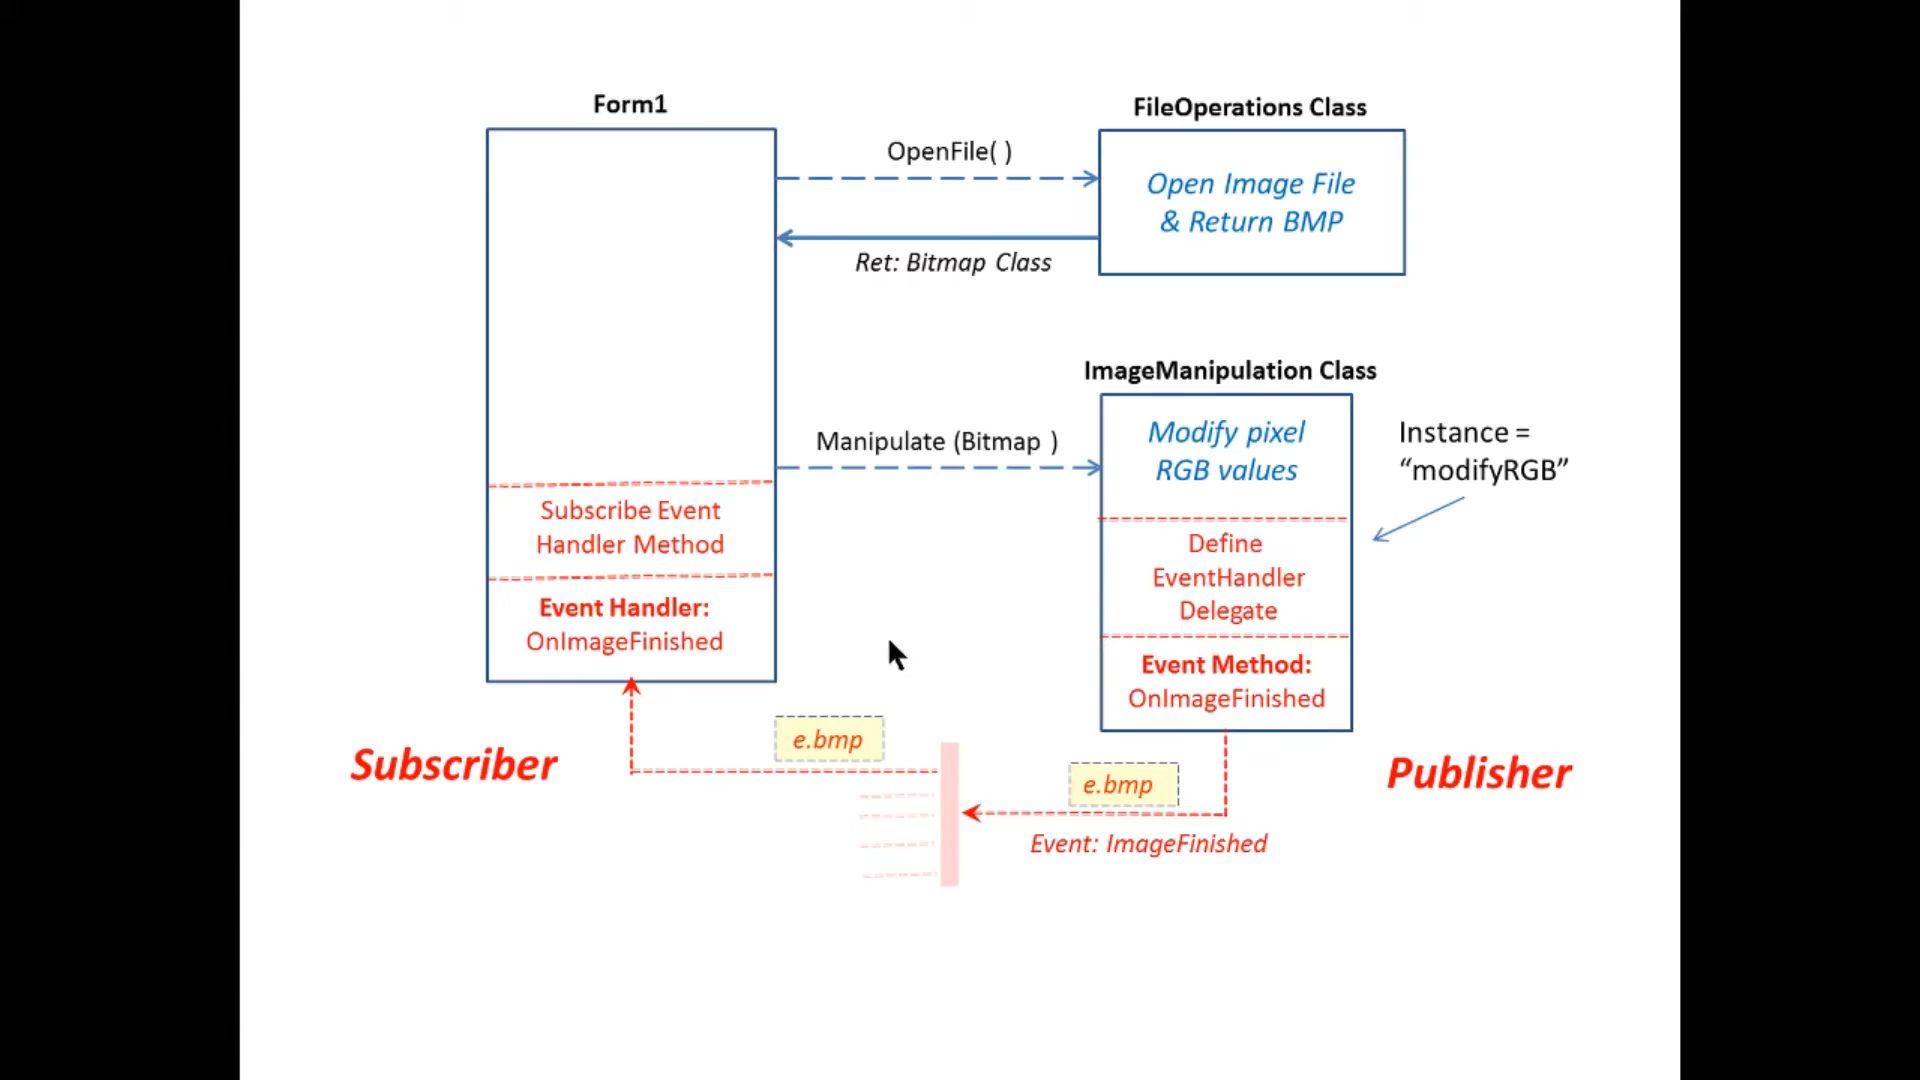 Form1
FileOperations Class
OpenFile( )
Open Image File
& Return BMP
Ret: Bitmap Class
ImageManipulation Class
Manipulate (Bitmap )
Modify pixel
RGB values
Instance =
“modifyRGB”
Subscribe Event
Handler Method
Define
EventHandler
Delegate
Event Handler:
OnImageFinished
Event Method:
OnImageFinished
e.bmp
Subscriber
Publisher
e.bmp
Event: ImageFinished